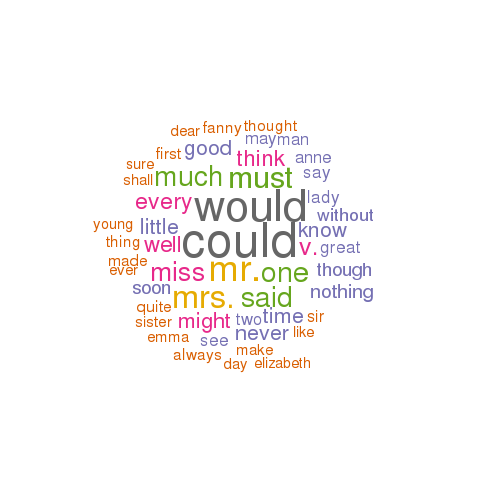 dear fanny thought
mayman
first good
think anne
sure
shall much must say
every would lady
without
young little could know
thing well v. great
made
ever miss mr. one though
soon mrs. said nothing
quite
sister might two time sir
never like
emma see
always make
day elizabeth